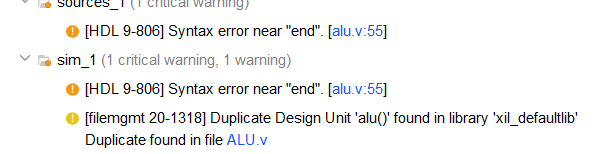 sources_1 (1 critical warning)
[HDL 9-806] Syntax error near "end". [alu.v:55]
sim_1 (1 critical warning, 1 warning)
[HDL 9-806] Syntax error near "end". [alu.v:55]
[filemgmt 20-1318] Duplicate Design Unit 'alu()' found in library 'xil_defaultlib'
Duplicate found in file ALU.v